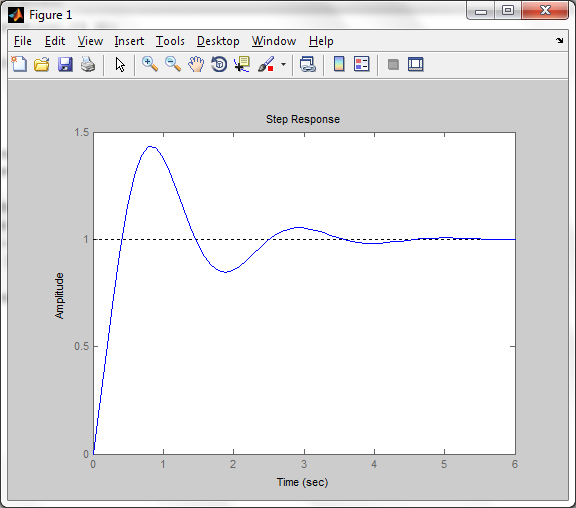 Figure 1
File Edit View Insert Tools Desktop Window Help
Step Response
1.5
1
0.5
0
Amplitude
0 1 2 3 4 5 6
Time (sec)